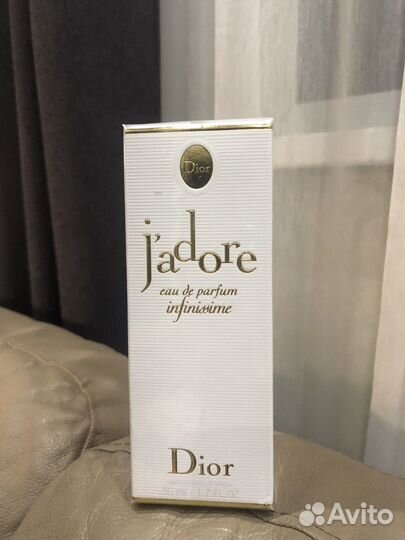 Dior
j'adore
eau de parfum
infinissime
Dior
50 ml - 1.7 FL.OZ
Avito